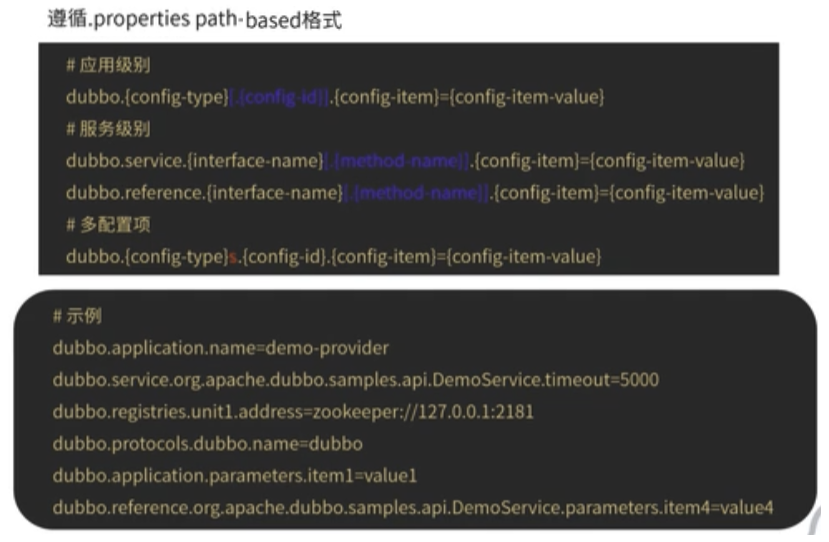 遵循.properties path-based格式
# 应用级别
dubbo.{config-type}[.{config-id}].{config-item}={config-item-value}
# 服务级别
dubbo.service.{interface-name}[.{method-name}].{config-item}={config-item-value}
dubbo.reference.{interface-name}[.{method-name}].{config-item}={config-item-value}
# 多配置项
dubbo.{config-type}s.{config-id}.{config-item}={config-item-value}
# 示例
dubbo.application.name=demo-provider
dubbo.service.org.apache.dubbo.samples.api.DemoService.timeout=5000
dubbo.registries.unit1.address=zookeeper://127.0.0.1:2181
dubbo.protocols.dubbo.name=dubbo
dubbo.application.parameters.item1=value1
dubbo.reference.org.apache.dubbo.samples.api.DemoService.parameters.item4=value4